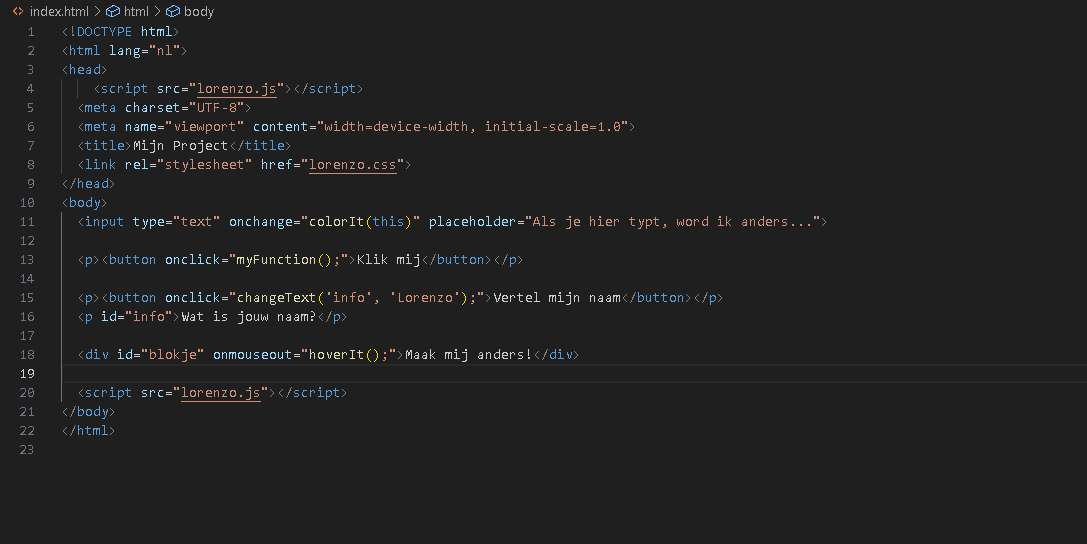 index.html > html > body
1 <!DOCTYPE html>
2 <html lang="nl">
3 <head>
4     <script src="lorenzo.js"></script>
5   <meta charset="UTF-8">
6   <meta name="viewport" content="width=device-width, initial-scale=1.0">
7   <title>Mijn Project</title>
8   <link rel="stylesheet" href="lorenzo.css">
9 </head>
10 <body>
11   <input type="text" onchange="colorIt(this)" placeholder="Als je hier typt, word ik anders...">
12
13   <p><button onclick="myFunction();">Klik mij</button></p>
14
15   <p><button onclick="changeText('info', 'Lorenzo');">Vertel mijn naam</button></p>
16   <p id="info">Wat is jouw naam?</p>
17
18   <div id="blokje" onmouseout="hoverIt();">Maak mij anders!</div>
19
20   <script src="lorenzo.js"></script>
21 </body>
22 </html>
23